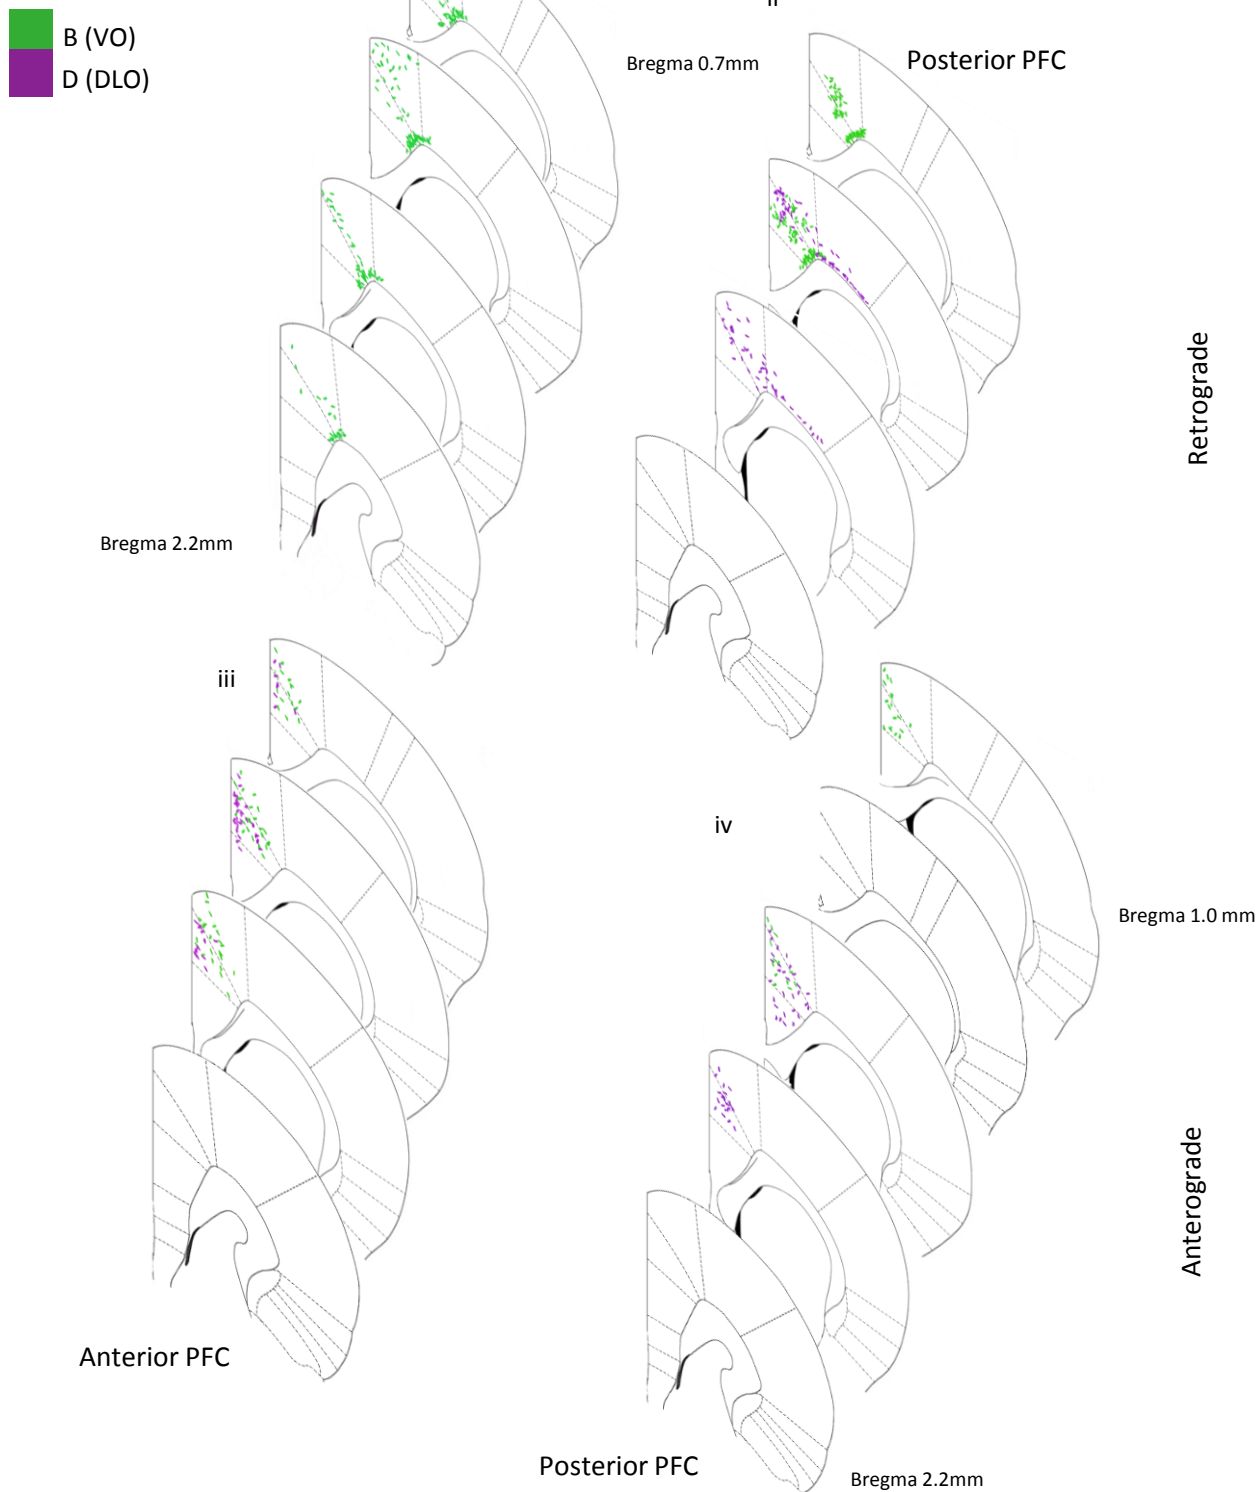 ii
B (VO)
D (DLO)
Bregma 0.7mm
Posterior PFC
Retrograde
Bregma 2.2mm
iii
iv
Bregma 1.0 mm
Anterograde
Anterior PFC
Posterior PFC
Bregma 2.2mm